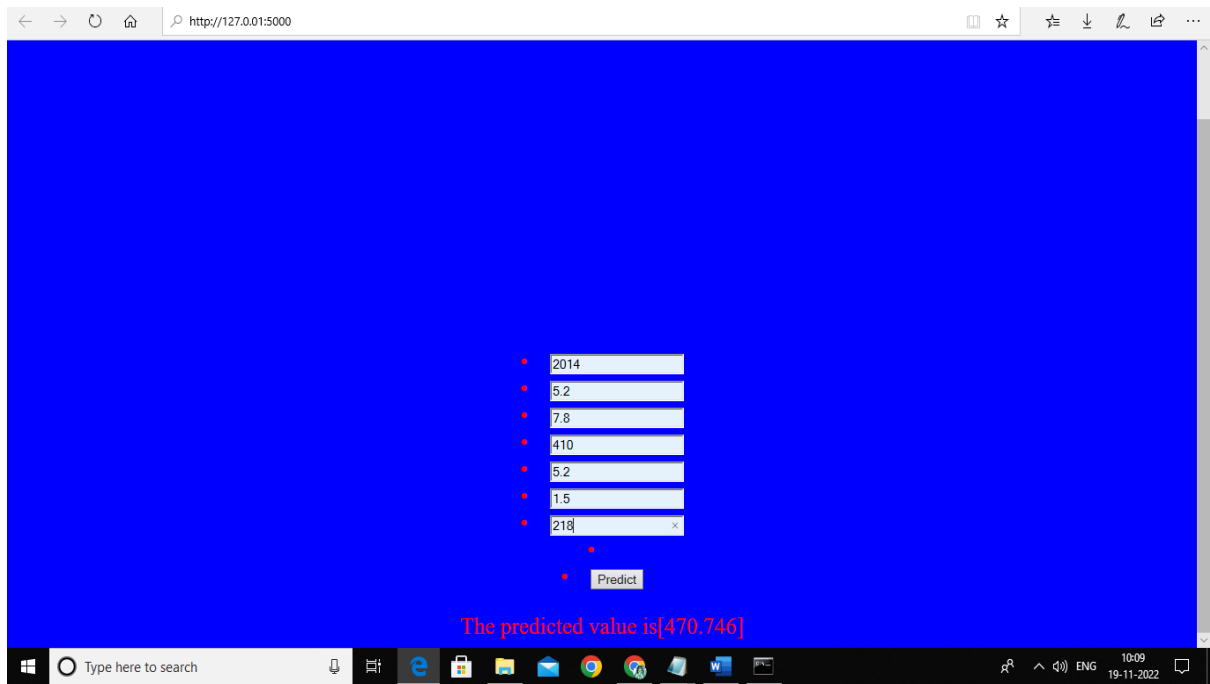 http://127.0.01:5000
2014
5.2
7.8
410
5.2
1.5
218
Predict
The predicted value is[470.746]
Type here to search
ENG
10:09
19-11-2022